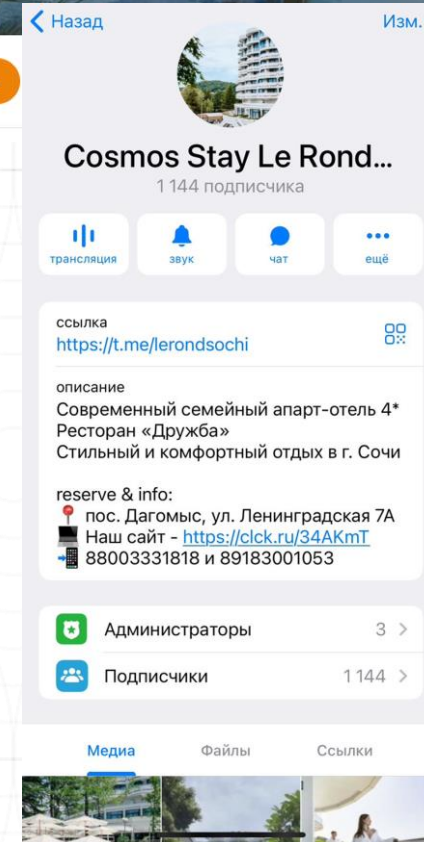 Назад
Изм.
Cosmos Stay Le Rond...
1 144 подписчика
трансляция
звук
чат
ещё
ссылка
https://t.me/lerondsochi
описание
Современный семейный апарт-отель 4*
Ресторан «Дружба»
Стильный и комфортный отдых в г. Сочи
reserve & info:
📍 пос. Дагомыс, ул. Ленинградская 7А
💻 Наш сайт - https://clck.ru/34AKmT
📲 88003331818 и 89183001053
Администраторы 3
Подписчики 1 144
Медиа
Файлы
Ссылки